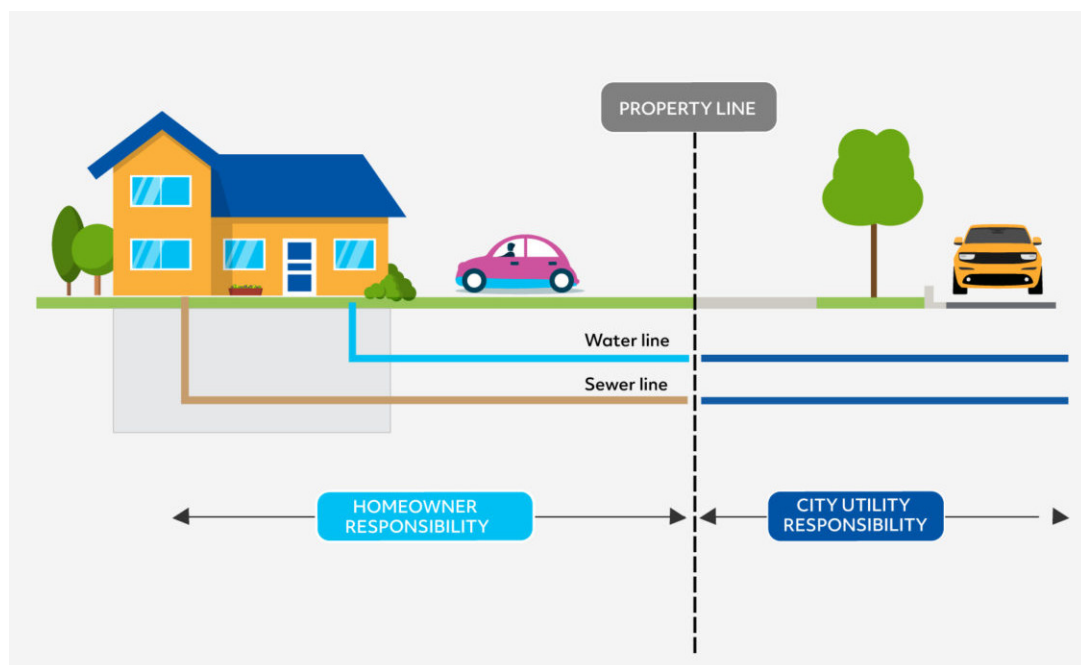 PROPERTY LINE
Water line
Sewer line
HOMEOWNER
RESPONSIBILITY
CITY UTILITY
RESPONSIBILITY